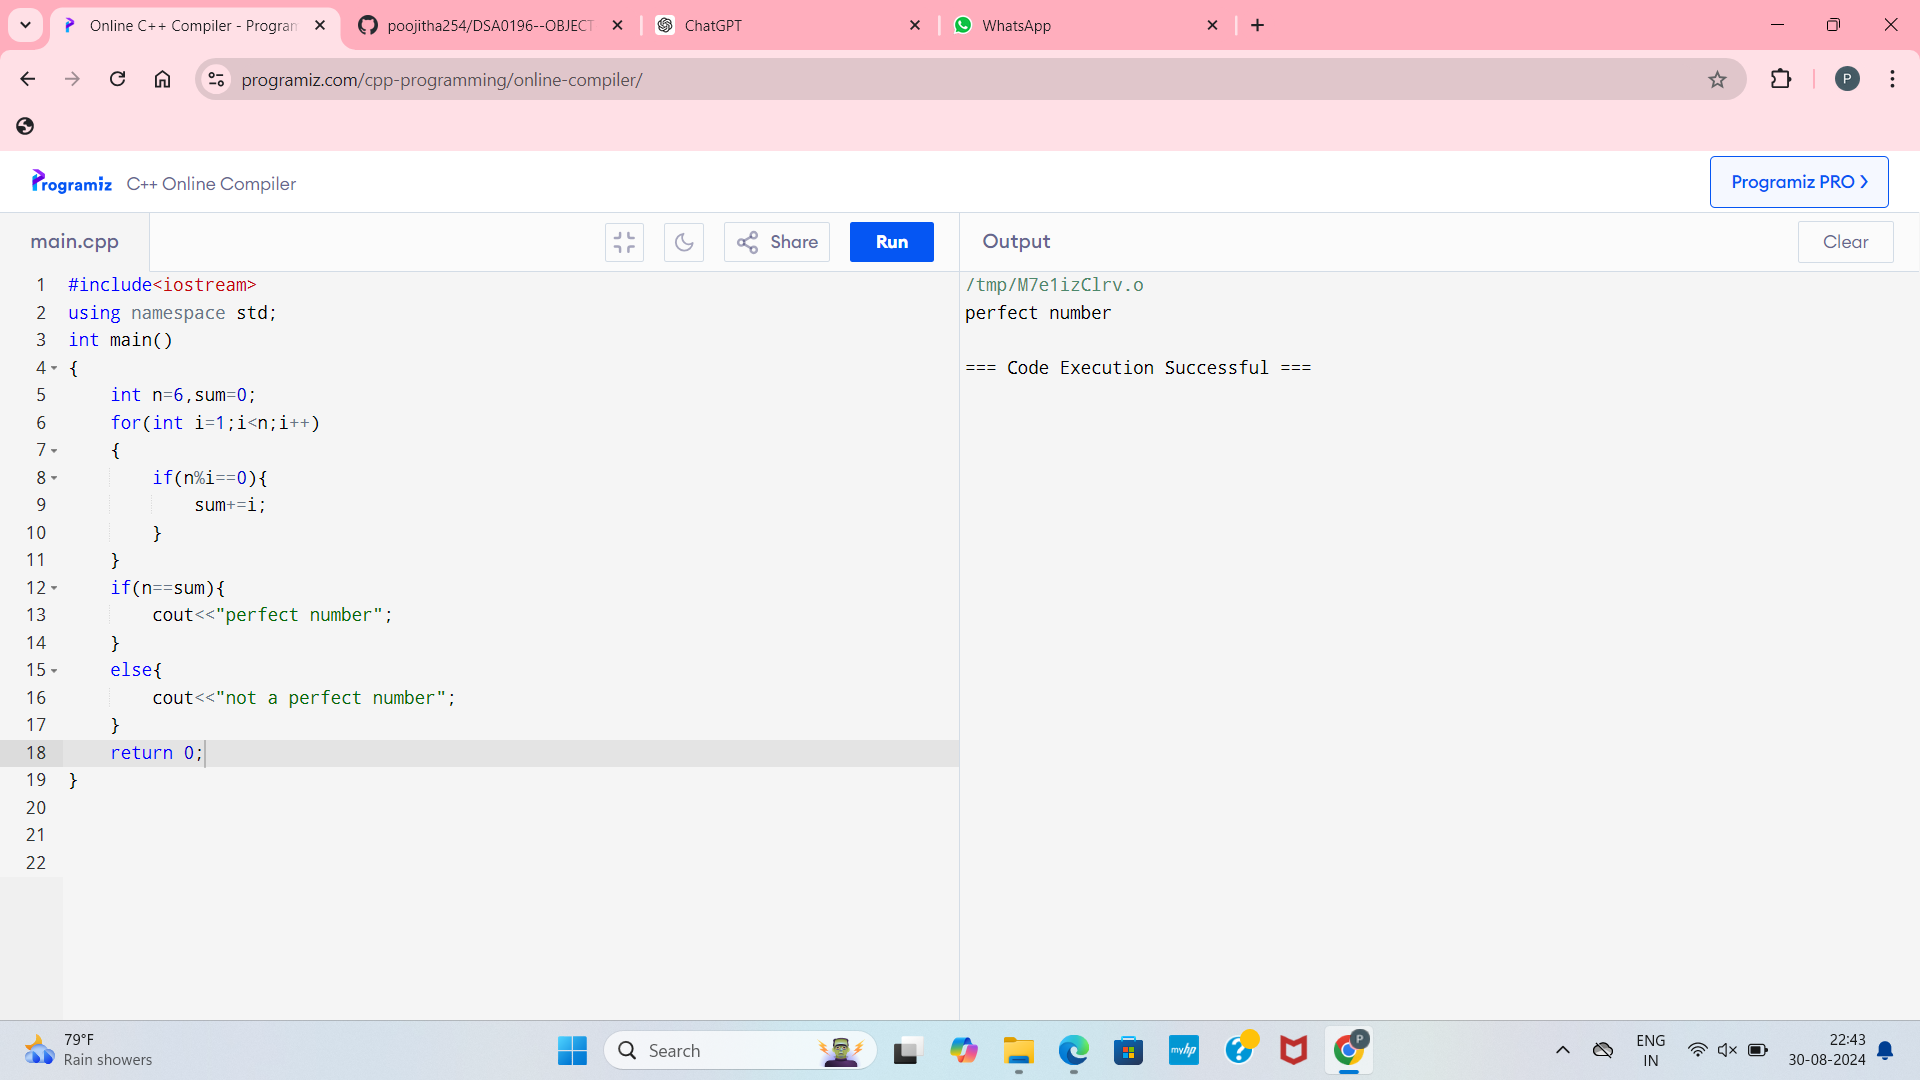 Online C++ Compiler - Program
poojitha254/DSA0196--OBJECT
ChatGPT
WhatsApp
programiz.com/cpp-programming/online-compiler/
P
Programiz C++ Online Compiler
Programiz PRO
main.cpp
Share
Run
Output
Clear
1 #include<iostream>
2 using namespace std;
3 int main()
4 {
5 int n=6,sum=0;
6 for(int i=1;i<n;i++)
7 {
8 if(n%i==0){
9 sum+=i;
10 }
11 }
12 if(n==sum){
13 cout<<"perfect number";
14 }
15 else{
16 cout<<"not a perfect number";
17 }
18 return 0;
19 }
20
21
22
/tmp/M7e1izClrv.o
perfect number
=== Code Execution Successful ===
79°F
Rain showers
Search
myhp
P
ENG
IN
22:43
30-08-2024